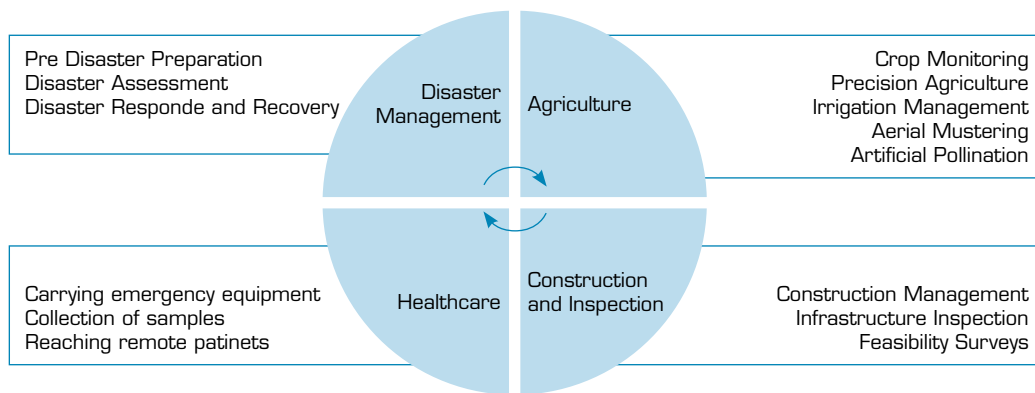 Pre Disaster Preparation
Disaster Assessment
Disaster Responde and Recovery
Disaster
Management
Agriculture
Crop Monitoring
Precision Agriculture
Irrigation Management
Aerial Mustering
Artificial Pollination
Carrying emergency equipment
Collection of samples
Reaching remote patinets
Healthcare
Construction
and Inspection
Construction Management
Infrastructure Inspection
Feasibility Surveys